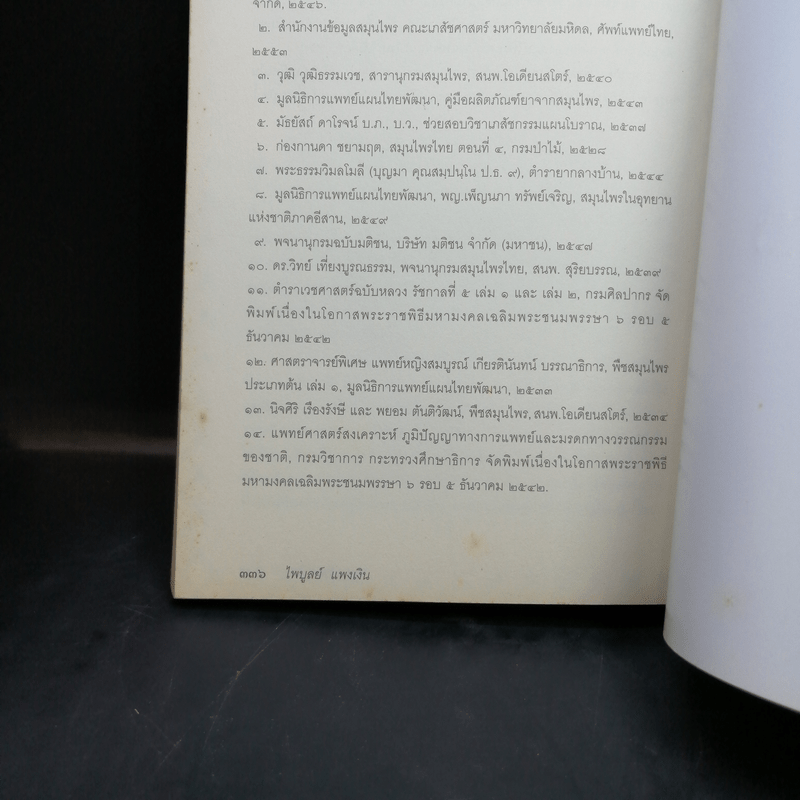 จำกัด, ๒๕๔๖.
๒. สำนักงานข้อมูลสมุนไพร คณะเภสัชศาสตร์ มหาวิทยาลัยมหิดล, ศัพท์แพทย์ไทย,
๒๕๕๓
๓. วุฒิ วุฒิธรรมเวช, สารานุกรมสมุนไพร, สนพ.โอเดียนสโตร์, ๒๕๔๐
๔. มูลนิธิการแพทย์แผนไทยพัฒนา, คู่มือผลิตภัณฑ์ยาจากสมุนไพร, ๒๕๔๓
๕. มัธยัสถ์ ดาโรจน์ บ.ภ., บ.ว., ช่วยสอบวิชาเภสัชกรรมแผนโบราณ, ๒๕๓๗
๖. ก่องกานดา ชยามฤต, สมุนไพรไทย ตอนที่ ๔, กรมป่าไม้, ๒๕๒๘
๗. พระธรรมวิมลโมลี (บุญมา คุณสมฺปนฺโน ป.ธ. ๙), ตำรายากลางบ้าน, ๒๕๔๔
๘. มูลนิธิการแพทย์แผนไทยพัฒนา, พญ.เพ็ญนภา ทรัพย์เจริญ, สมุนไพรในอุทยาน
แห่งชาติภาคอีสาน, ๒๕๔๙
๙. พจนานุกรมฉบับมติชน, บริษัท มติชน จำกัด (มหาชน), ๒๕๔๗
๑๐. ดร.วิทย์ เที่ยงบูรณธรรม, พจนานุกรมสมุนไพรไทย, สนพ. สุริยบรรณ, ๒๕๓๙
๑๑. ตำราเวชศาสตร์ฉบับหลวง รัชกาลที่ ๕ เล่ม ๑ และ เล่ม ๒, กรมศิลปากร จัด
พิมพ์เนื่องในโอกาสพระราชพิธีมหามงคลเฉลิมพระชนมพรรษา ๖ รอบ ๕
ธันวาคม ๒๕๔๒
๑๒. ศาสตราจารย์พิเศษ แพทย์หญิงสมบูรณ์ เกียรตินันทน์ บรรณาธิการ, พืชสมุนไพร
ประเภทต้น เล่ม ๑, มูลนิธิการแพทย์แผนไทยพัฒนา, ๒๕๓๓
๑๓. นิจศิริ เรืองรังษี และ พยอม ตันติวัฒน์, พืชสมุนไพร, สนพ.โอเดียนสโตร์, ๒๕๓๔
๑๔. แพทย์ศาสตร์สงเคราะห์ ภูมิปัญญาทางการแพทย์และมรดกทางวรรณกรรม
ของชาติ, กรมวิชาการ กระทรวงศึกษาธิการ จัดพิมพ์เนื่องในโอกาสพระราชพิธี
มหามงคลเฉลิมพระชนมพรรษา ๖ รอบ ๕ ธันวาคม ๒๕๔๒.
๓๓๖ ไพบูลย์ แพงเงิน